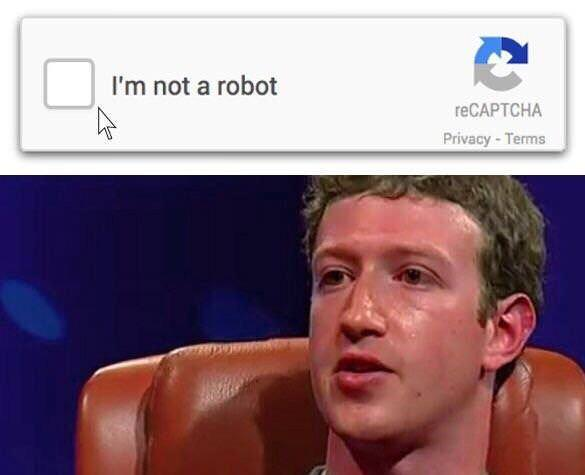 I'm not a robot
reCAPTCHA
Privacy - Terms